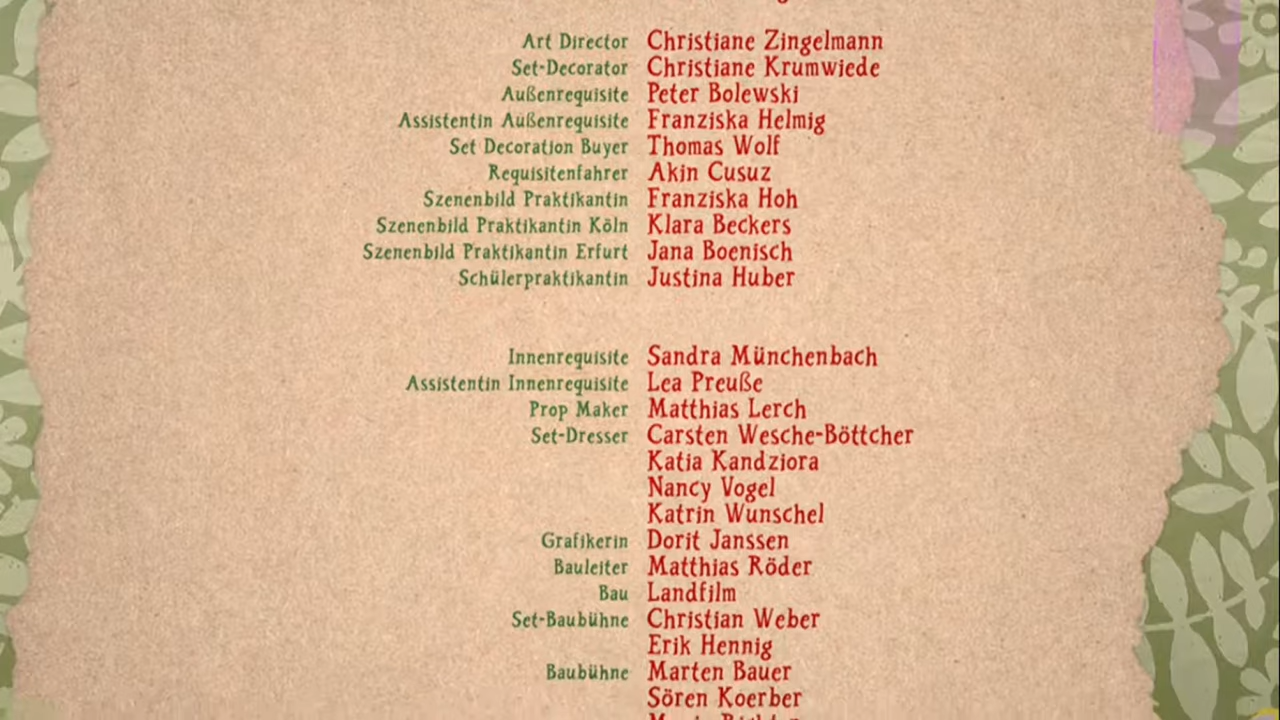 Art Director Christiane Zingelmann
Set-Decorator Christiane Krumwiede
Außenrequisite Peter Bolewski
Assistentin Außenrequisite Franziska Helmig
Set Decoration Buyer Thomas Wolf
Requisitenfahrer Akin Cusuz
Szenenbild Praktikantin Franziska Hoh
Szenenbild Praktikantin Köln Klara Beckers
Szenenbild Praktikantin Erfurt Jana Boenisch
Schülerpraktikantin Justina Huber
Innenrequisite Sandra Münchenbach
Assistentin Innenrequisite Lea Preuße
Prop Maker Matthias Lerch
Set-Dresser Carsten Wesche-Böttcher
Katia Kandziora
Nancy Vogel
Katrin Wunschel
Grafikerin Dorit Janssen
Bauleiter Matthias Röder
Bau Landfilm
Set-Baubühne Christian Weber
Erik Hennig
Baubühne Marten Bauer
Sören Koerber